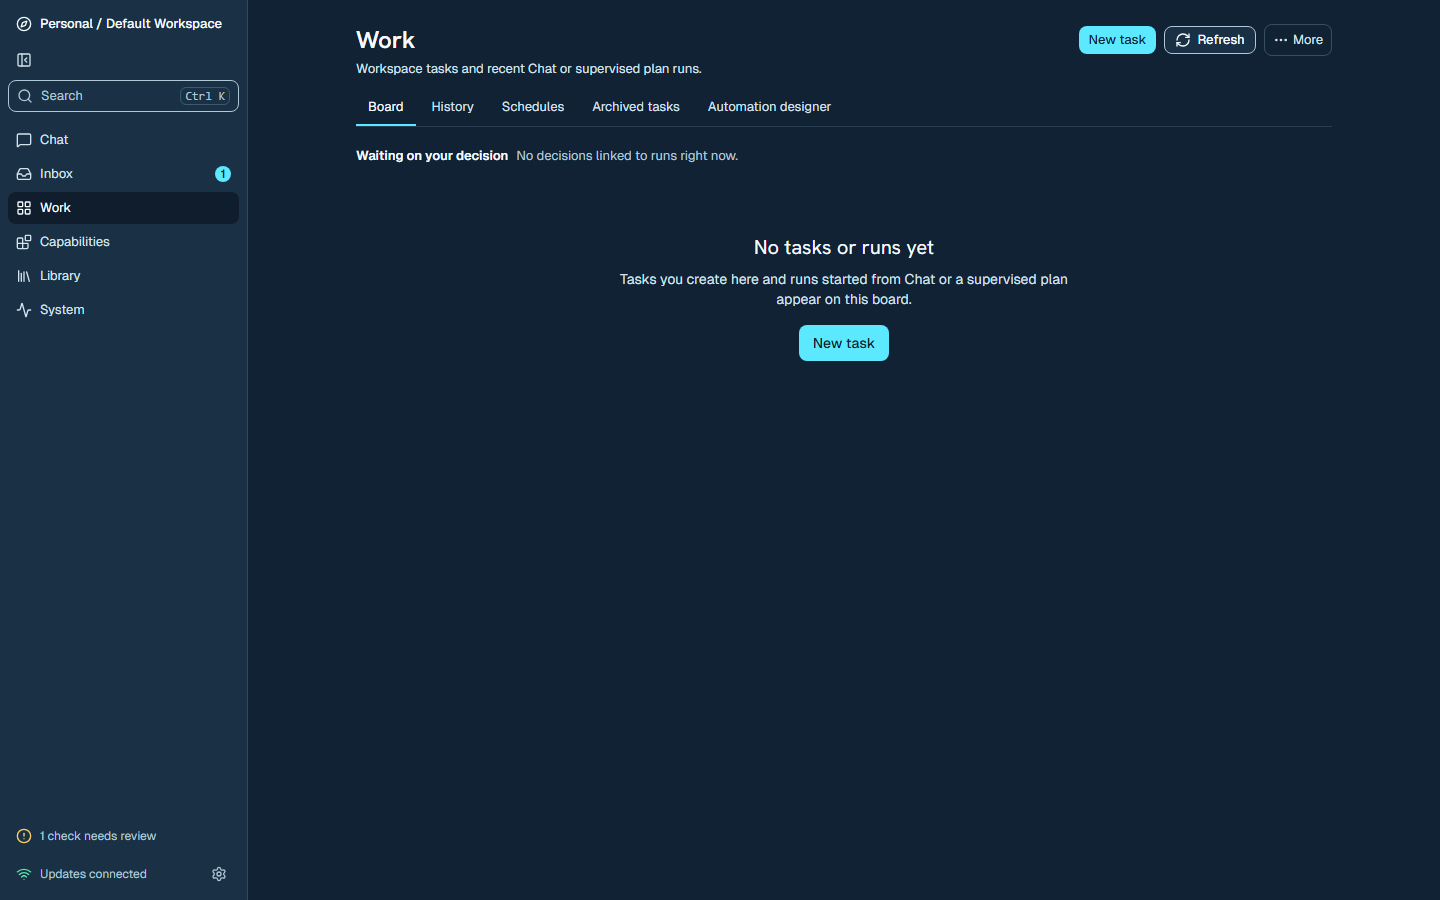 Personal / Default Workspace
Search
Ctrl K
Chat
Inbox
1
Work
Capabilities
Library
System
1 check needs review
Updates connected
Work
New task
Refresh
More
Workspace tasks and recent Chat or supervised plan runs.
Board
History
Schedules
Archived tasks
Automation designer
Waiting on your decision No decisions linked to runs right now.
No tasks or runs yet
Tasks you create here and runs started from Chat or a supervised plan
appear on this board.
New task